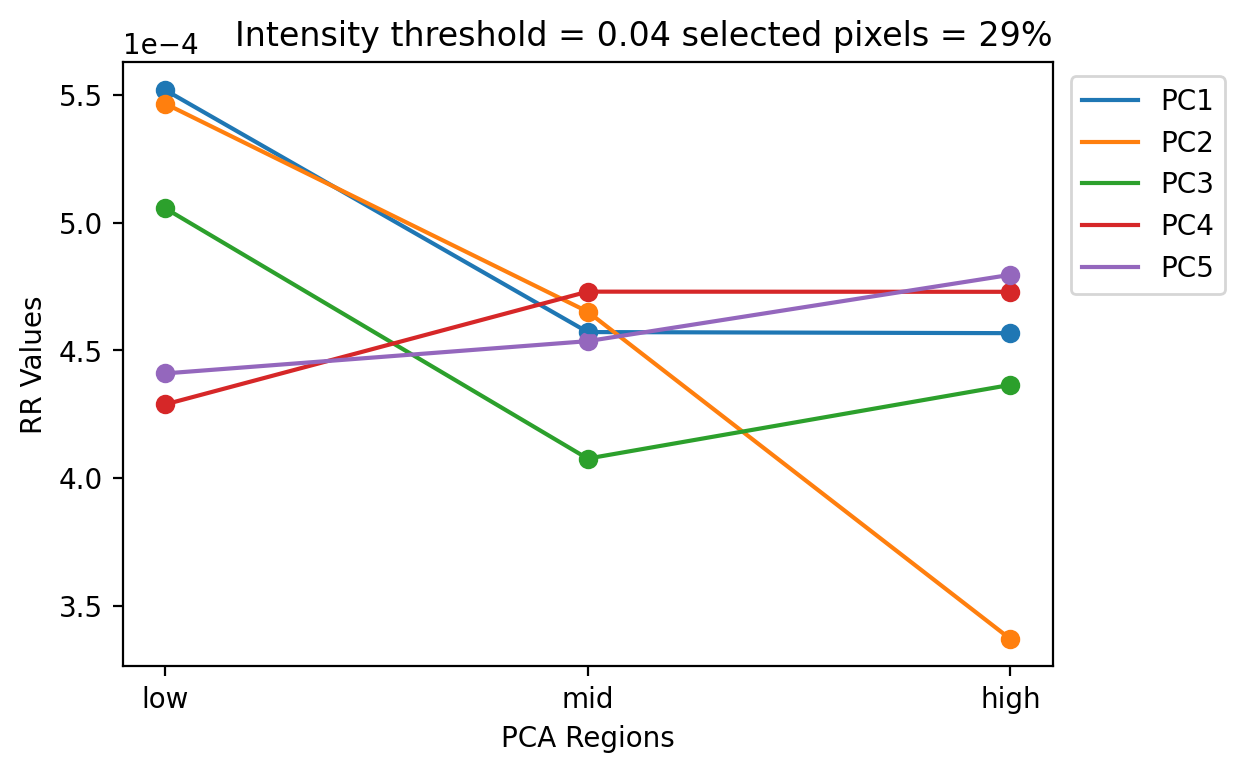 Intensity threshold = 0.04 selected pixels = 29%
1e−4
5.5
5.0
4.5
4.0
3.5
RR Values
low
mid
high
PCA Regions
PC1
PC2
PC3
PC4
PC5